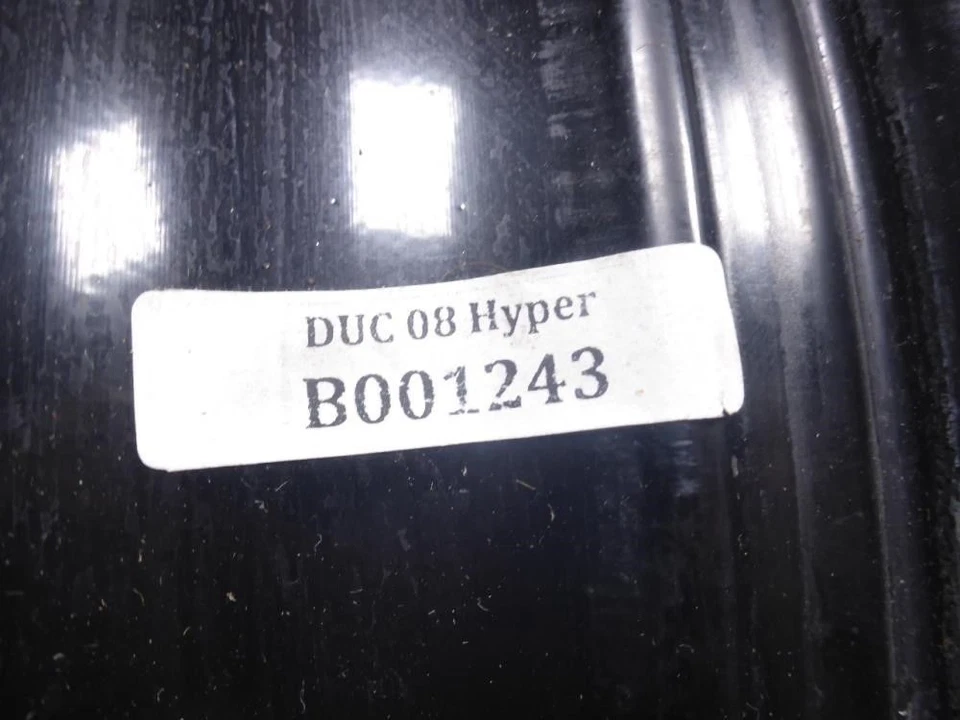 DUC 08 Hyper
B001243